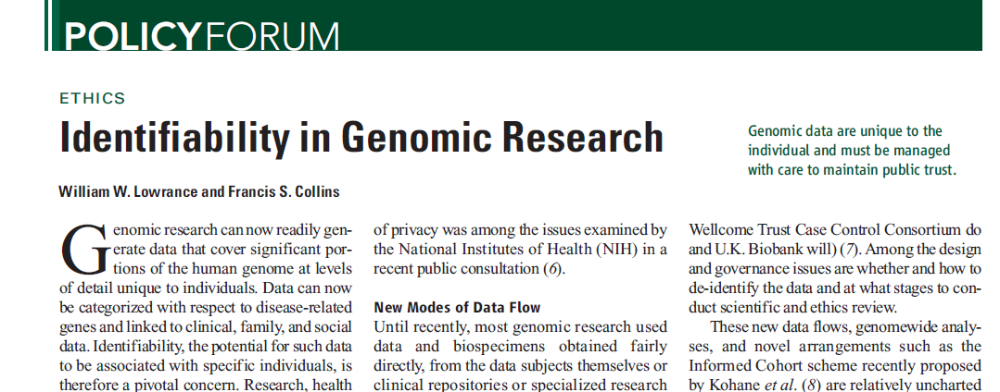 POLICYFORUM
ETHICS
Identifiability in Genomic Research
Genomic data are unique to the
individual and must be managed
with care to maintain public trust.
William W. Lowrance and Francis S. Collins
Genomic research can now readily gen-
erate data that cover significant por-
tions of the human genome at levels
of detail unique to individuals. Data can now
be categorized with respect to disease-related
genes and linked to clinical, family, and social
data. Identifiability, the potential for such data
to be associated with specific individuals, is
therefore a pivotal concern. Research, health
of privacy was among the issues examined by
the National Institutes of Health (NIH) in a
recent public consultation (6).
New Modes of Data Flow
Until recently, most genomic research used
data and biospecimens obtained fairly
directly, from the data subjects themselves or
clinical repositories or specialized research
Wellcome Trust Case Control Consortium do
and U.K. Biobank will) (7). Among the design
and governance issues are whether and how to
de-identify the data and at what stages to con-
duct scientific and ethics review.
These new data flows, genomewide analy-
ses, and novel arrangements such as the
Informed Cohort scheme recently proposed
by Kohane et al. (8) are relatively uncharted